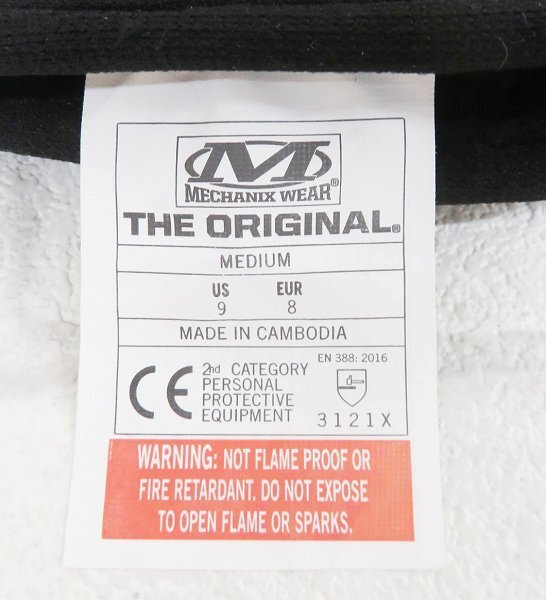 M
MECHANIX WEAR®
THE ORIGINAL®
MEDIUM
US EUR
9 8
MADE IN CAMBODIA
CE
2nd CATEGORY
PERSONAL
PROTECTIVE
EQUIPMENT
EN 388: 2016
3121X
WARNING: NOT FLAME PROOF OR
FIRE RETARDANT. DO NOT EXPOSE
TO OPEN FLAME OR SPARKS.